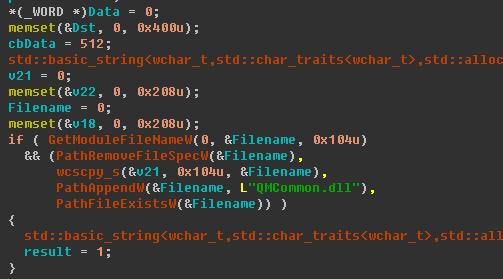 *(_WORD *)Data = 0;
memset(&Dst, 0, 0x400u);
cbData = 512;
std::basic_string<wchar_t,std::char_traits<wchar_t>,std::alloc
v21 = 0;
memset(&v22, 0, 0x208u);
Filename = 0;
memset(&v18, 0, 0x208u);
if ( GetModuleFileNameW(0, &Filename, 0x104u)
&& (PathRemoveFileSpecW(&Filename),
wcscpy_s(&v21, 0x104u, &Filename),
PathAppendW(&Filename, L"QMCommon.dll"),
PathFileExistsW(&Filename)) )
{
std::basic_string<wchar_t,std::char_traits<wchar_t>,std::all
result = 1;
}